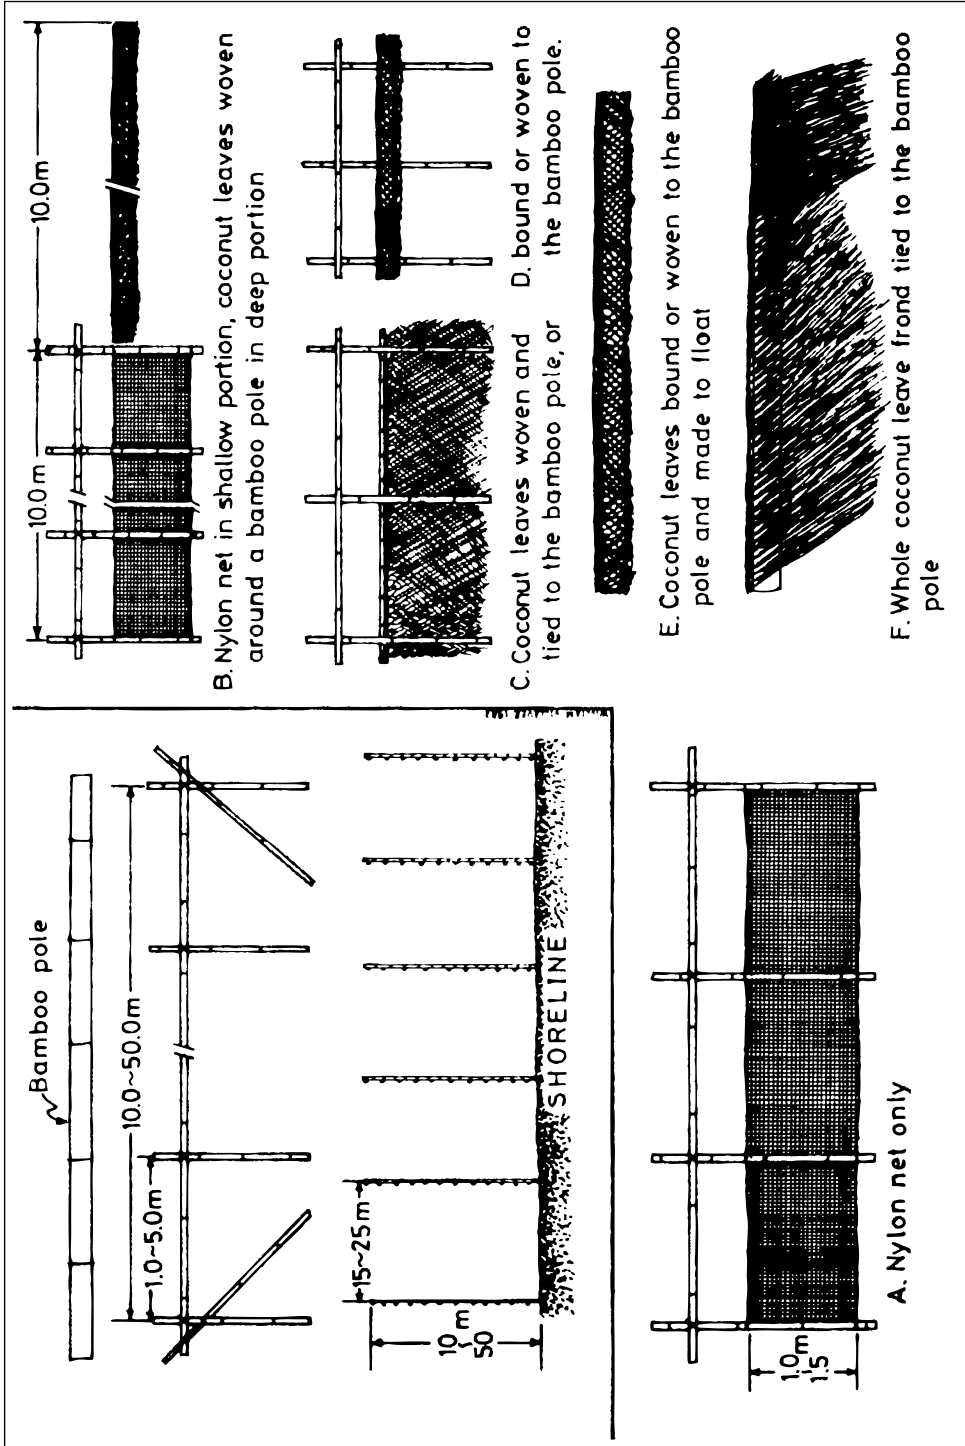 Bamboo pole
10.0~50.0m
1.0~5.0m
15~25m
10
~ m
50
SHORELINE
1.0
~ m
1.5
A. Nylon net only
10.0m
10.0m
B. Nylon net in shallow portion, coconut leaves woven
around a bamboo pole in deep portion
C. Coconut leaves woven and
tied to the bamboo pole, or
D. bound or woven to
the bamboo pole.
E. Coconut leaves bound or woven to the bamboo
pole and made to float
F. Whole coconut leave frond tied to the bamboo
pole